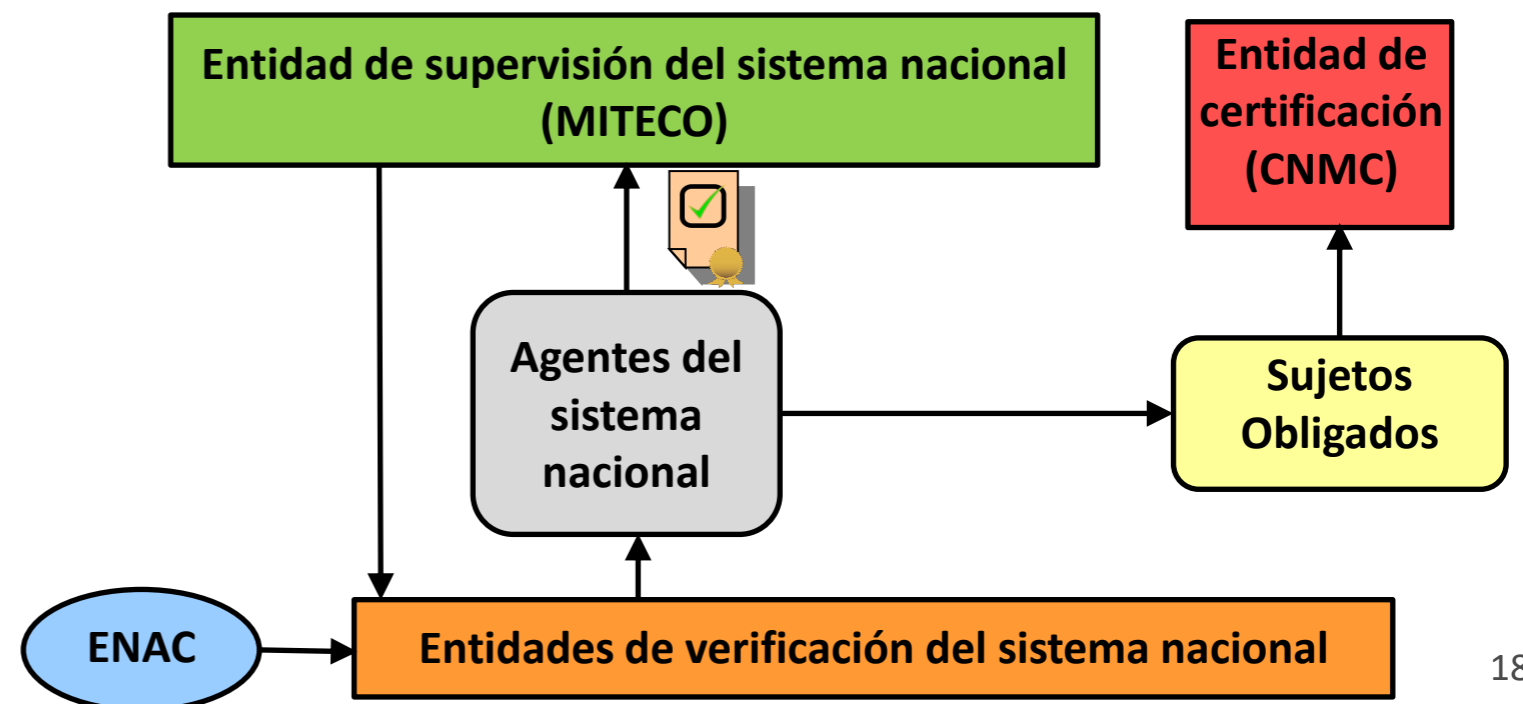 Entidad de supervisión del sistema nacional
(MITECO)
Entidad de
certificación
(CNMC)
Agentes del
sistema
nacional
Sujetos
Obligados
ENAC
Entidades de verificación del sistema nacional
18